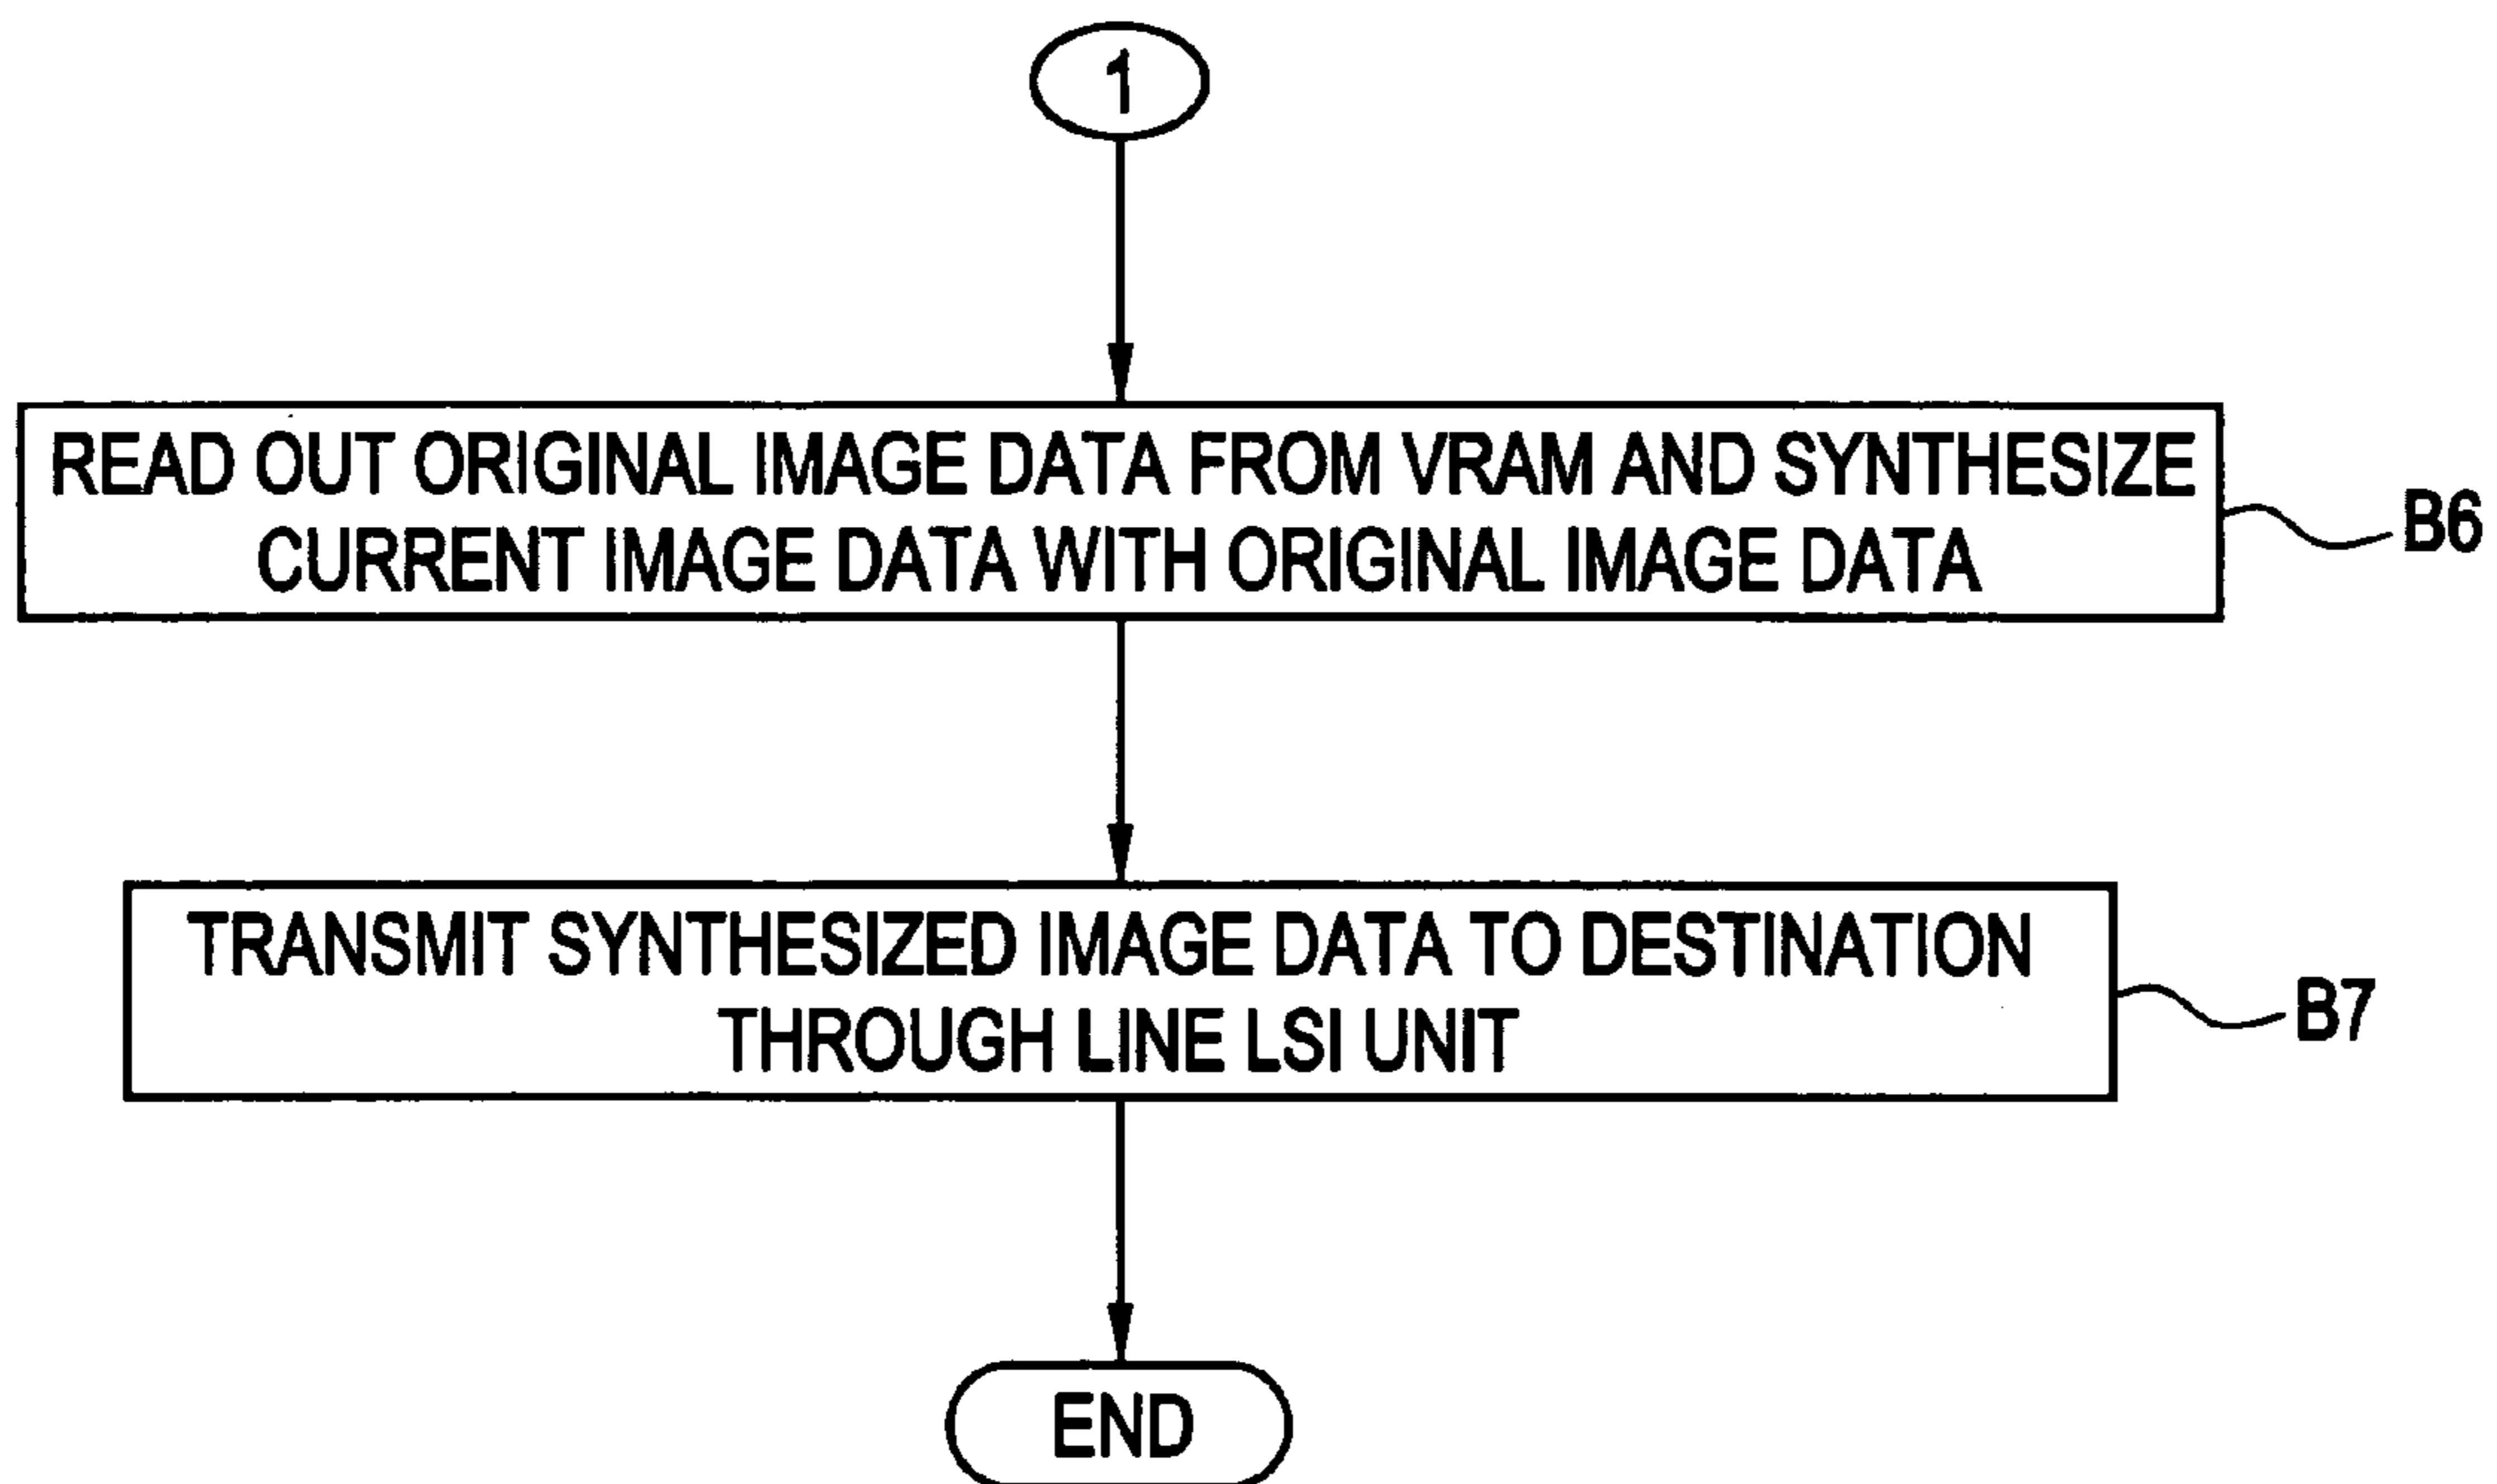 1
READ OUT ORIGINAL IMAGE DATA FROM VRAM AND SYNTHESIZE
CURRENT IMAGE DATA WITH ORIGINAL IMAGE DATA
B6
TRANSMIT SYNTHESIZED IMAGE DATA TO DESTINATION
THROUGH LINE LSI UNIT
B7
END